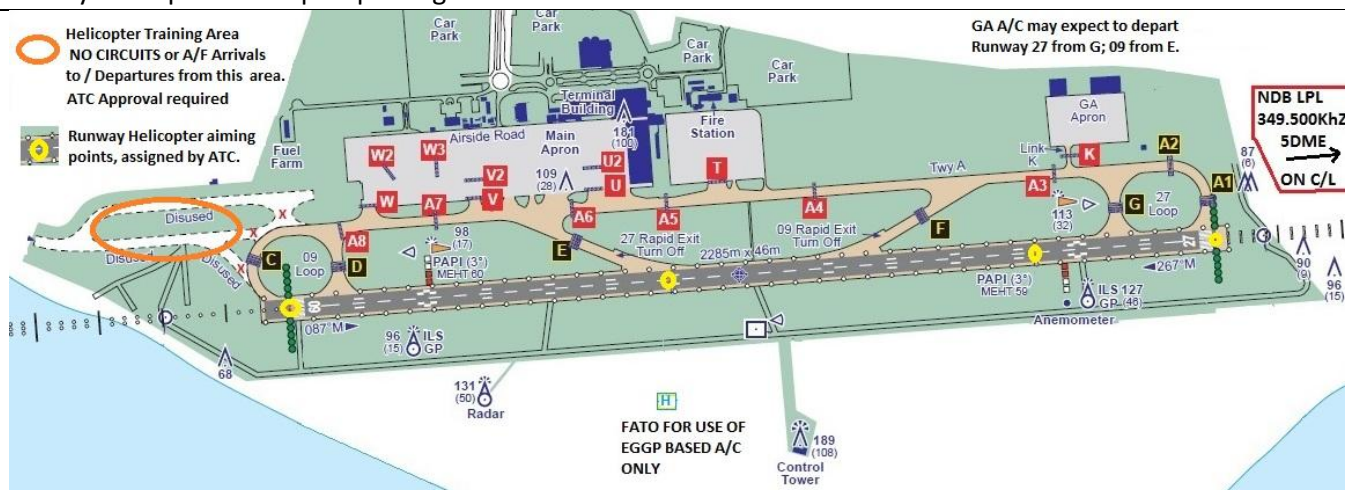 Helicopter Training Area
NO CIRCUITS or A/F Arrivals
to / Departures from this area.
ATC Approval required
Runway Helicopter aiming
points, assigned by ATC.
Car
Park
Car
Park
Car
Park
Car
Park
GA A/C may expect to depart
Runway 27 from G; 09 from E.
NDB LPL
349.500KhZ
5DME
ON C/L
Terminal
Building
181
(100)
Fire
Station
GA
Apron
Airside Road
Main
Apron
Fuel
Farm
W2
W3
V2
U2
U
V
W
T
K
Link
K
Twy A
A1
A2
A3
A4
A5
A6
A7
A8
87
(6)
109
(28)
113
(32)
98
(17)
Disused
Disused
Disused
X
X
C
D
E
F
G
09
Loop
27
Loop
27 Rapid Exit
Turn Off
09 Rapid Exit
Turn Off
2285m x 46m
PAPI (3°)
MEHT 60
PAPI (3°)
MEHT 59
09
27
087°M
267°M
ILS 127
GP (46)
Anemometer
90
(9)
96
(15)
96
(15)
ILS
GP
68
131
(50)
Radar
H
FATO FOR USE OF
EGGP BASED A/C
ONLY
189
(108)
Control
Tower